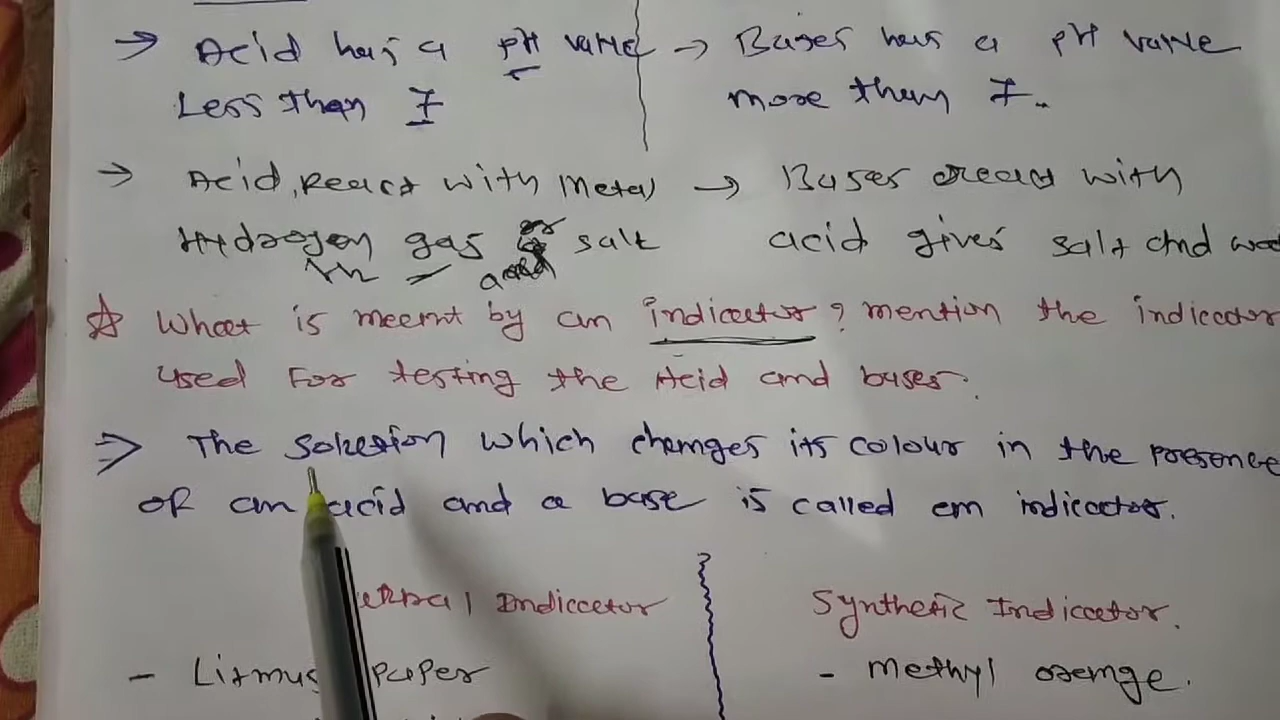 → Acid has a pH value
Less than 7
→ Bases has a pH value
more than 7.
→ Acid, React with Metal
Hydrogen gas or salt
and
→ Bases react with
acid gives salt and
☆ What is meant by an indicator? mention the indicator
used For testing the Acid and bases.
⇒ The solution which changes its colour in the presence
of an acid and a base is called an indicator.
Indicator
- Litmus paper
Synthetic Indicator.
- Methyl orange.